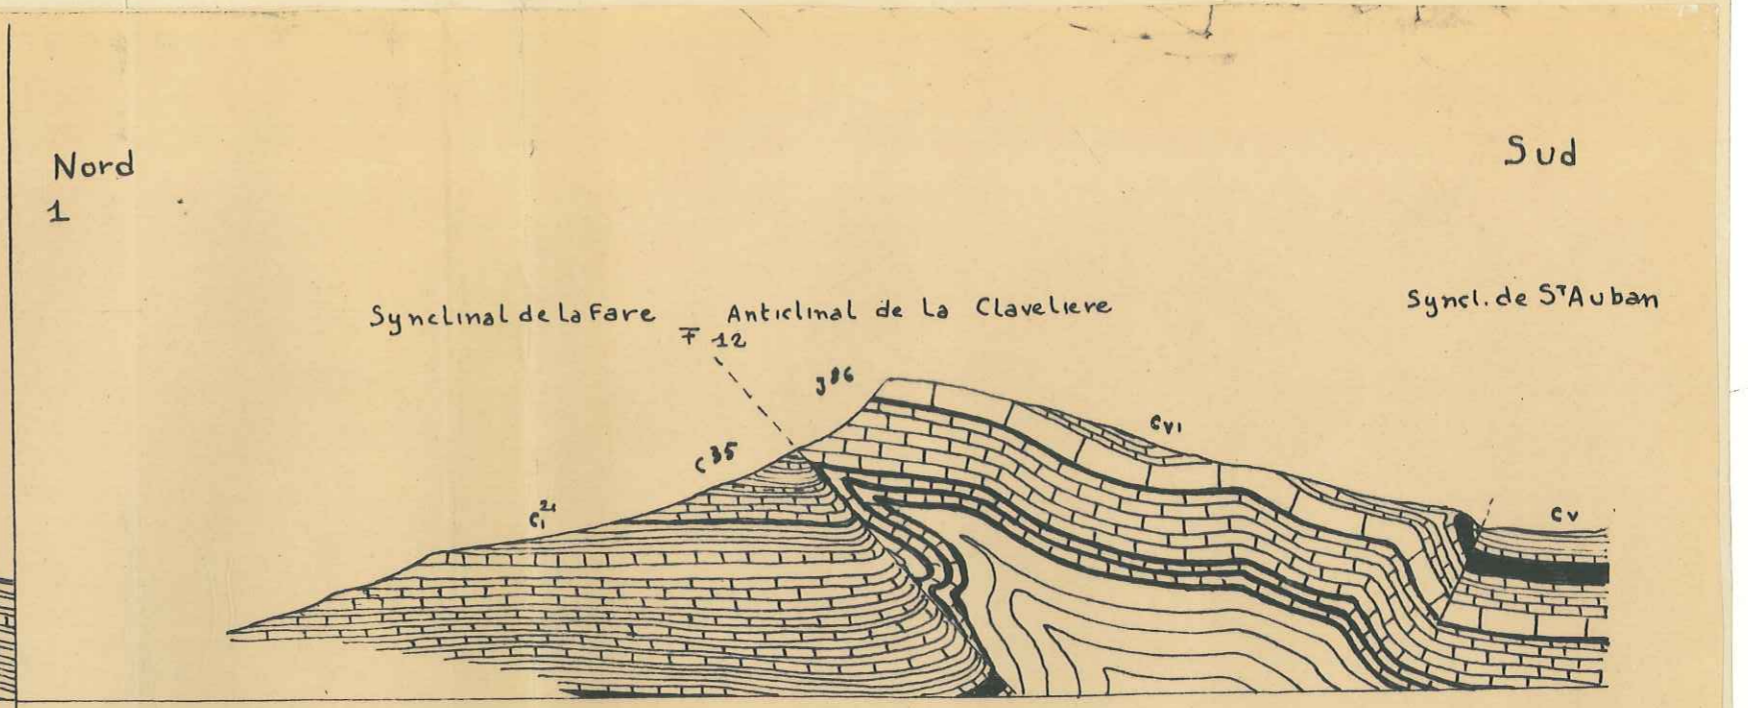 Nord
Sud
1
Synclinal de La Fare
Anticlinal de La Claveliere
Syncl. de Sᵀ Auban
F 12
J⁸⁶
CVI
C³⁵
CV